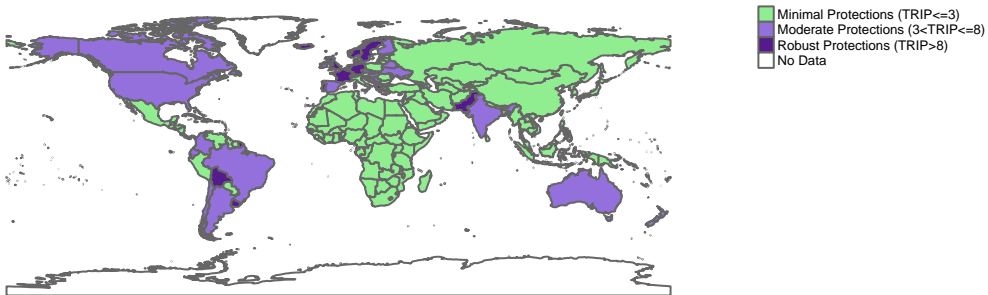 Minimal Protections (TRIP<=3)
Moderate Protections (3<TRIP<=8)
Robust Protections (TRIP>8)
No Data